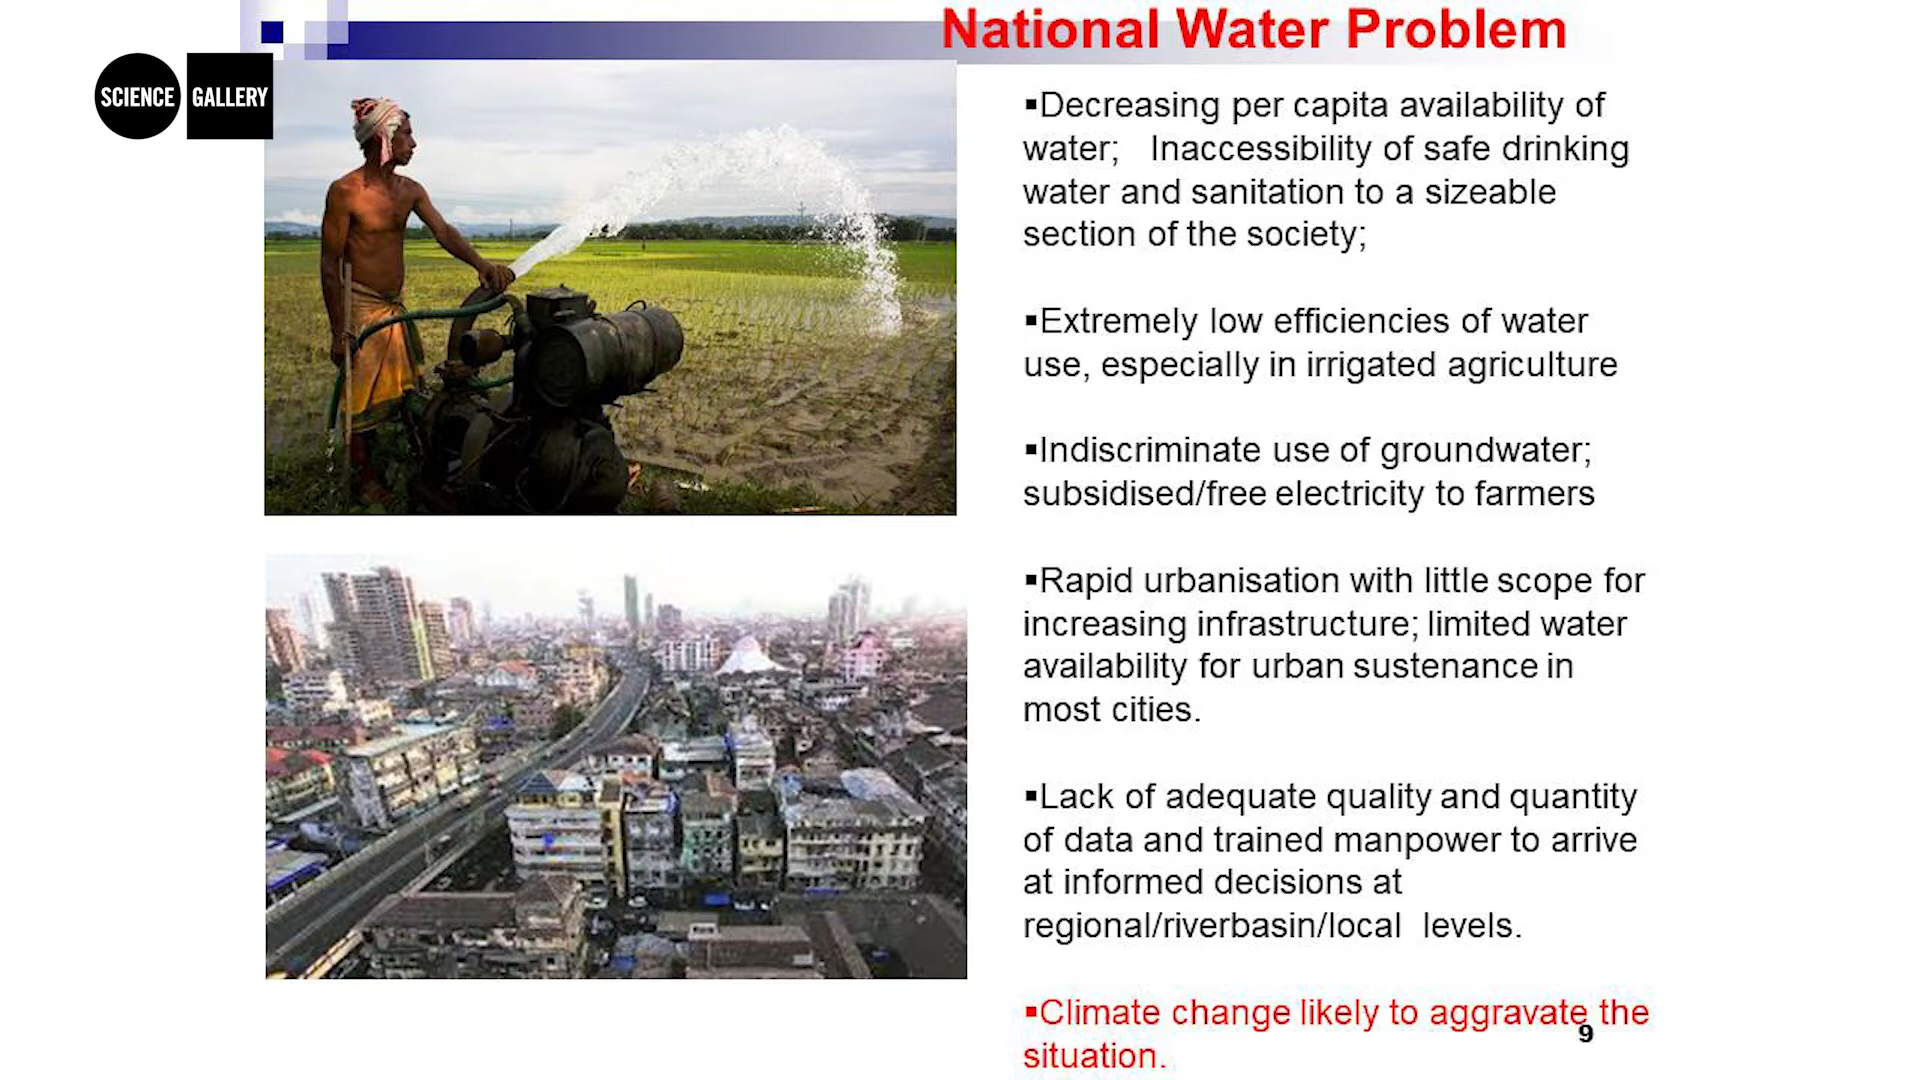 National Water Problem
SCIENCE GALLERY
▪Decreasing per capita availability of
water; Inaccessibility of safe drinking
water and sanitation to a sizeable
section of the society;
▪Extremely low efficiencies of water
use, especially in irrigated agriculture
▪Indiscriminate use of groundwater;
subsidised/free electricity to farmers
▪Rapid urbanisation with little scope for
increasing infrastructure; limited water
availability for urban sustenance in
most cities.
▪Lack of adequate quality and quantity
of data and trained manpower to arrive
at informed decisions at
regional/riverbasin/local levels.
▪Climate change likely to aggravate the
situation.
9